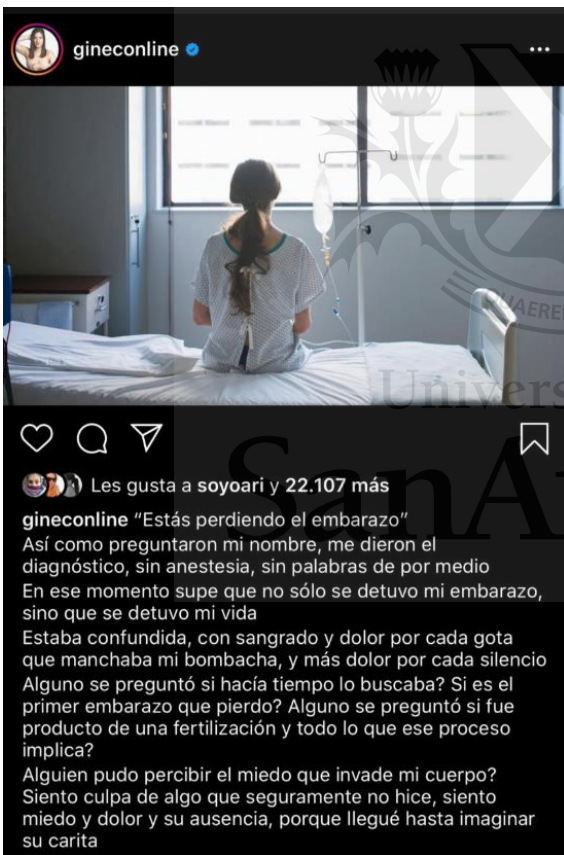 gineconline
UAERE
Univers
SanA
Les gusta a soyoari y 22.107 más
gineconline “Estás perdiendo el embarazo”
Así como preguntaron mi nombre, me dieron el
diagnóstico, sin anestesia, sin palabras de por medio
En ese momento supe que no sólo se detuvo mi embarazo,
sino que se detuvo mi vida
Estaba confundida, con sangrado y dolor por cada gota
que manchaba mi bombacha, y más dolor por cada silencio
Alguno se preguntó si hacía tiempo lo buscaba? Si es el
primer embarazo que pierdo? Alguno se preguntó si fue
producto de una fertilización y todo lo que ese proceso
implica?
Alguien pudo percibir el miedo que invade mi cuerpo?
Siento culpa de algo que seguramente no hice, siento
miedo y dolor y su ausencia, porque llegué hasta imaginar
su carita